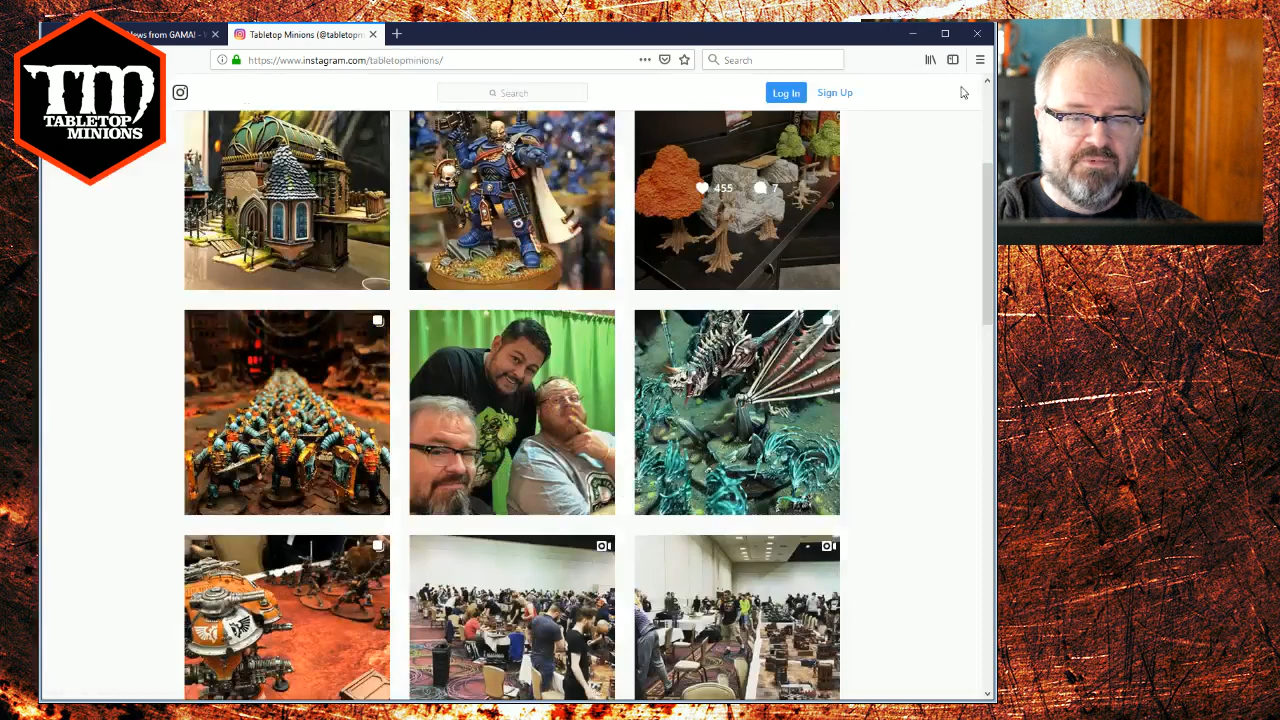 TM
TABLETOP
MINIONS
News from GAMA! -
Tabletop Minions (@tabletopm
https://www.instagram.com/tabletopminions/
Search
Search
Log In
Sign Up
455
7